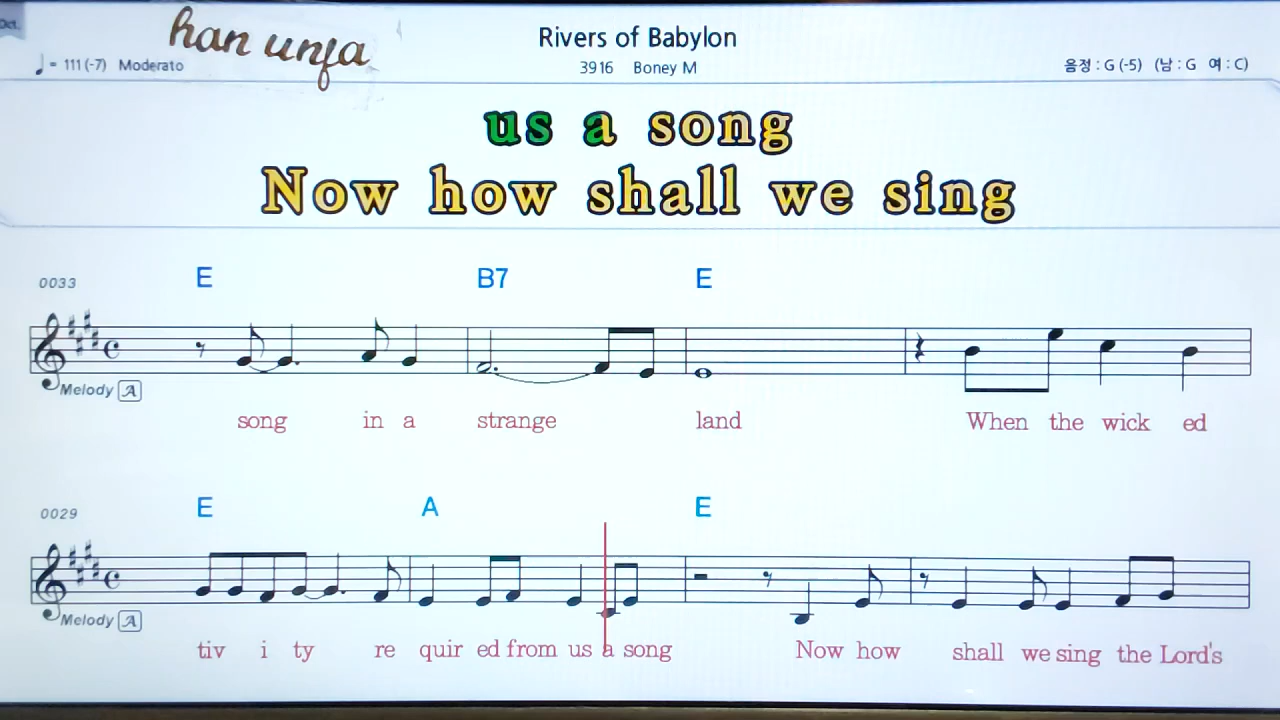 Oct.
han unfa
♩ = 111 (-7) Moderato
Rivers of Babylon
3916 Boney M
음정 : G (-5) (남 : G 여 : C)
us a song
Now how shall we sing
0033
E B7 E
Melody A
song in a strange land When the wick ed
0029
E A E
Melody A
tiv i ty re quir ed from us a song Now how shall we sing the Lord's